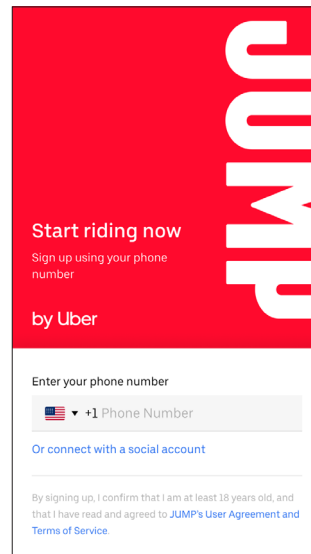 JUMP
Start riding now
Sign up using your phone
number
by Uber
Enter your phone number
+1 Phone Number
Or connect with a social account
By signing up, I confirm that I am at least 18 years old, and
that I have read and agreed to JUMP's User Agreement and
Terms of Service.